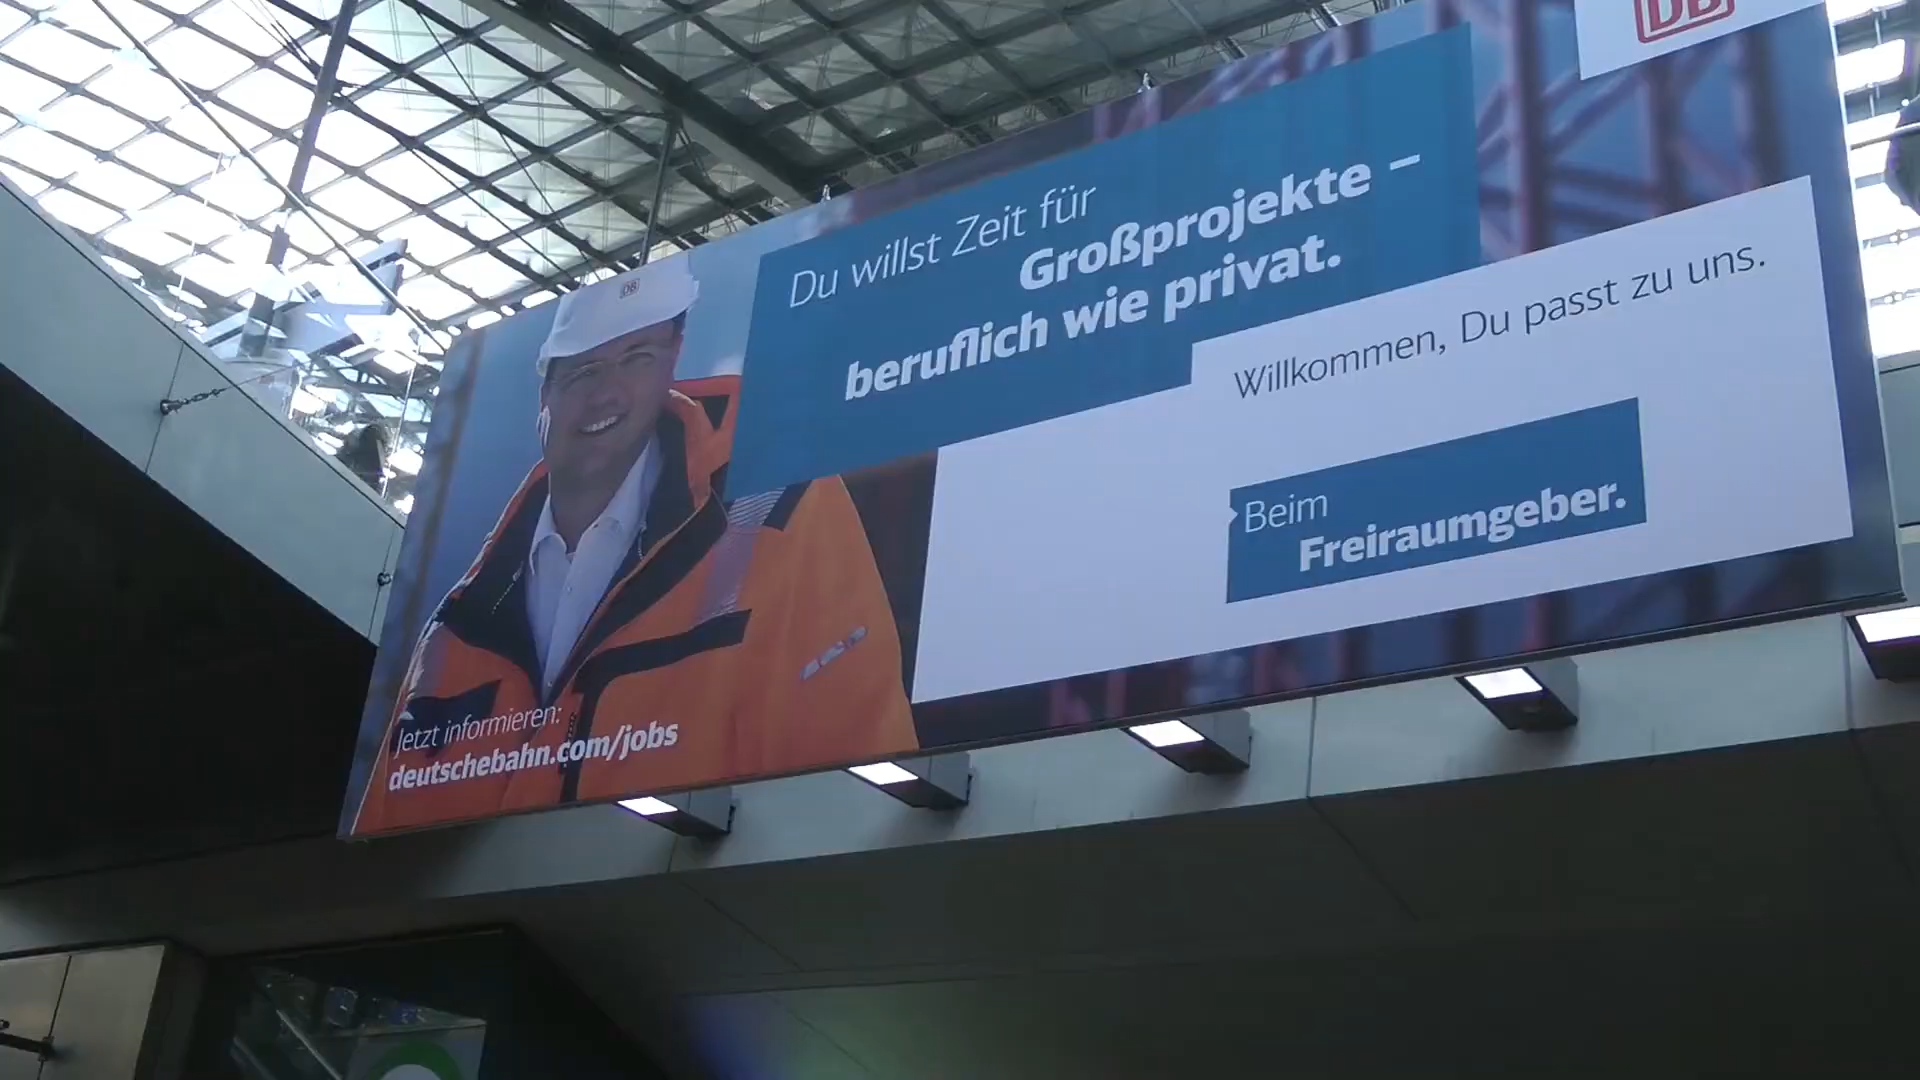 DB
Du willst Zeit für
Großprojekte –
beruflich wie privat.
Willkommen, Du passt zu uns.
Beim
Freiraumgeber.
DB
Jetzt informieren:
deutschebahn.com/jobs